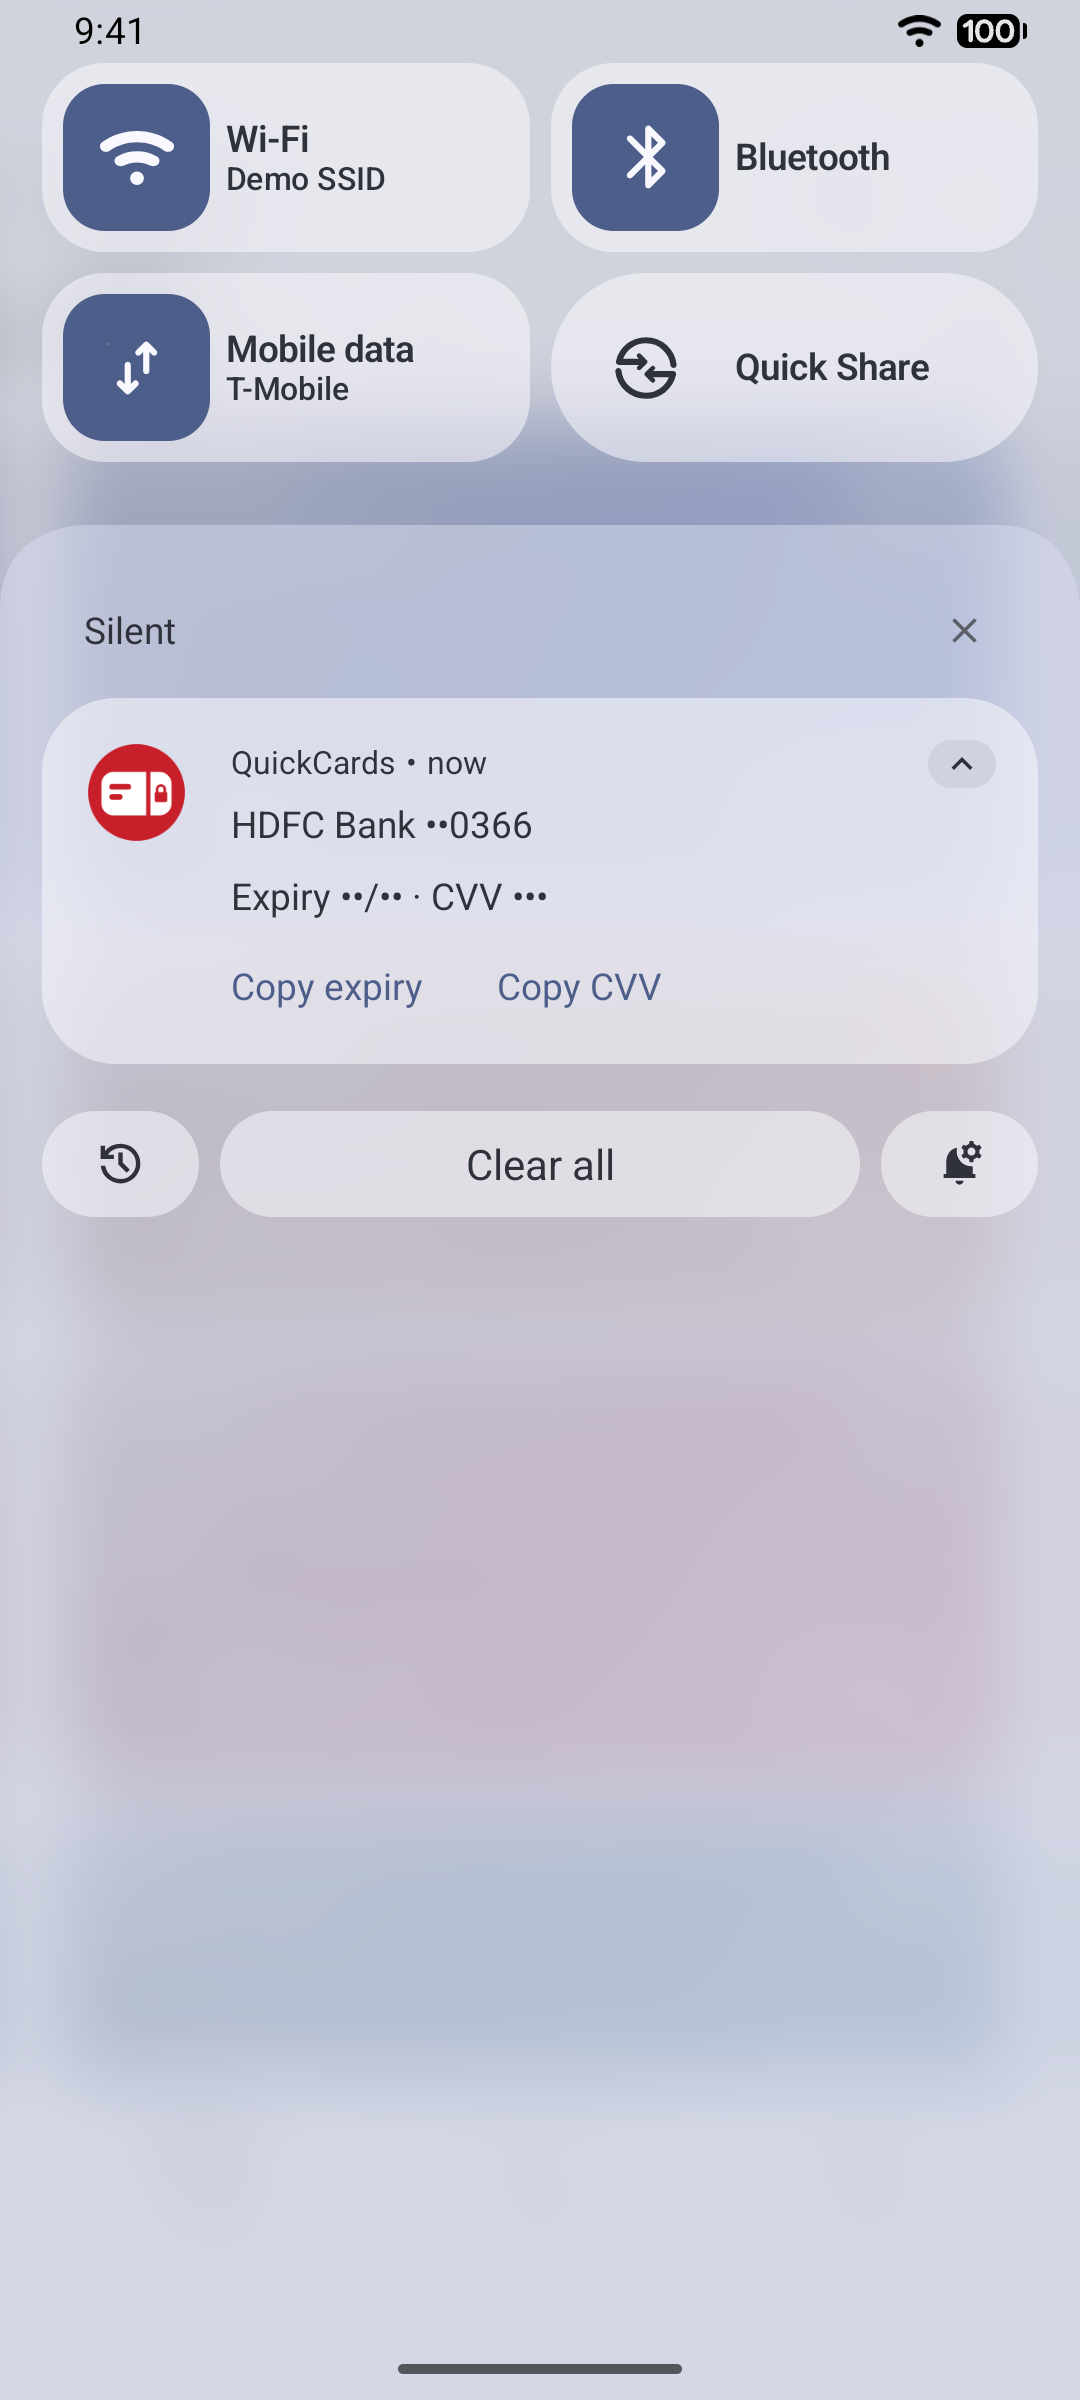 9:41
100
Wi-Fi
Demo SSID
Bluetooth
Mobile data
T-Mobile
Quick Share
Silent
QuickCards • now
HDFC Bank ••0366
Expiry ••/•• · CVV •••
Copy expiry
Copy CVV
Clear all